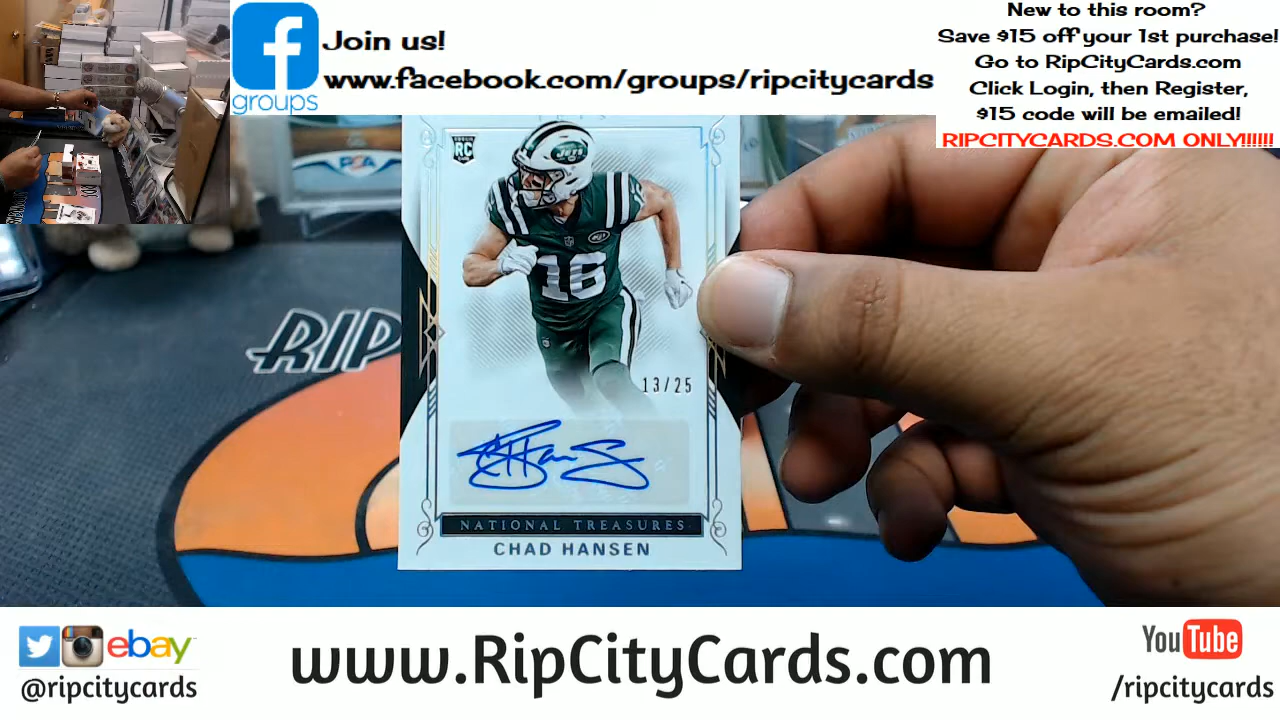 Join us!
www.facebook.com/groups/ripcitycards
groups
New to this room?
Save $15 off your 1st purchase!
Go to RipCityCards.com
Click Login, then Register,
$15 code will be emailed!
RIPCITYCARDS.COM ONLY!!!!!!
PSA
RC
JETS
16
RIP
13/25
NATIONAL TREASURES
CHAD HANSEN
ebay
@ripcitycards
www.RipCityCards.com
YouTube
/ripcitycards